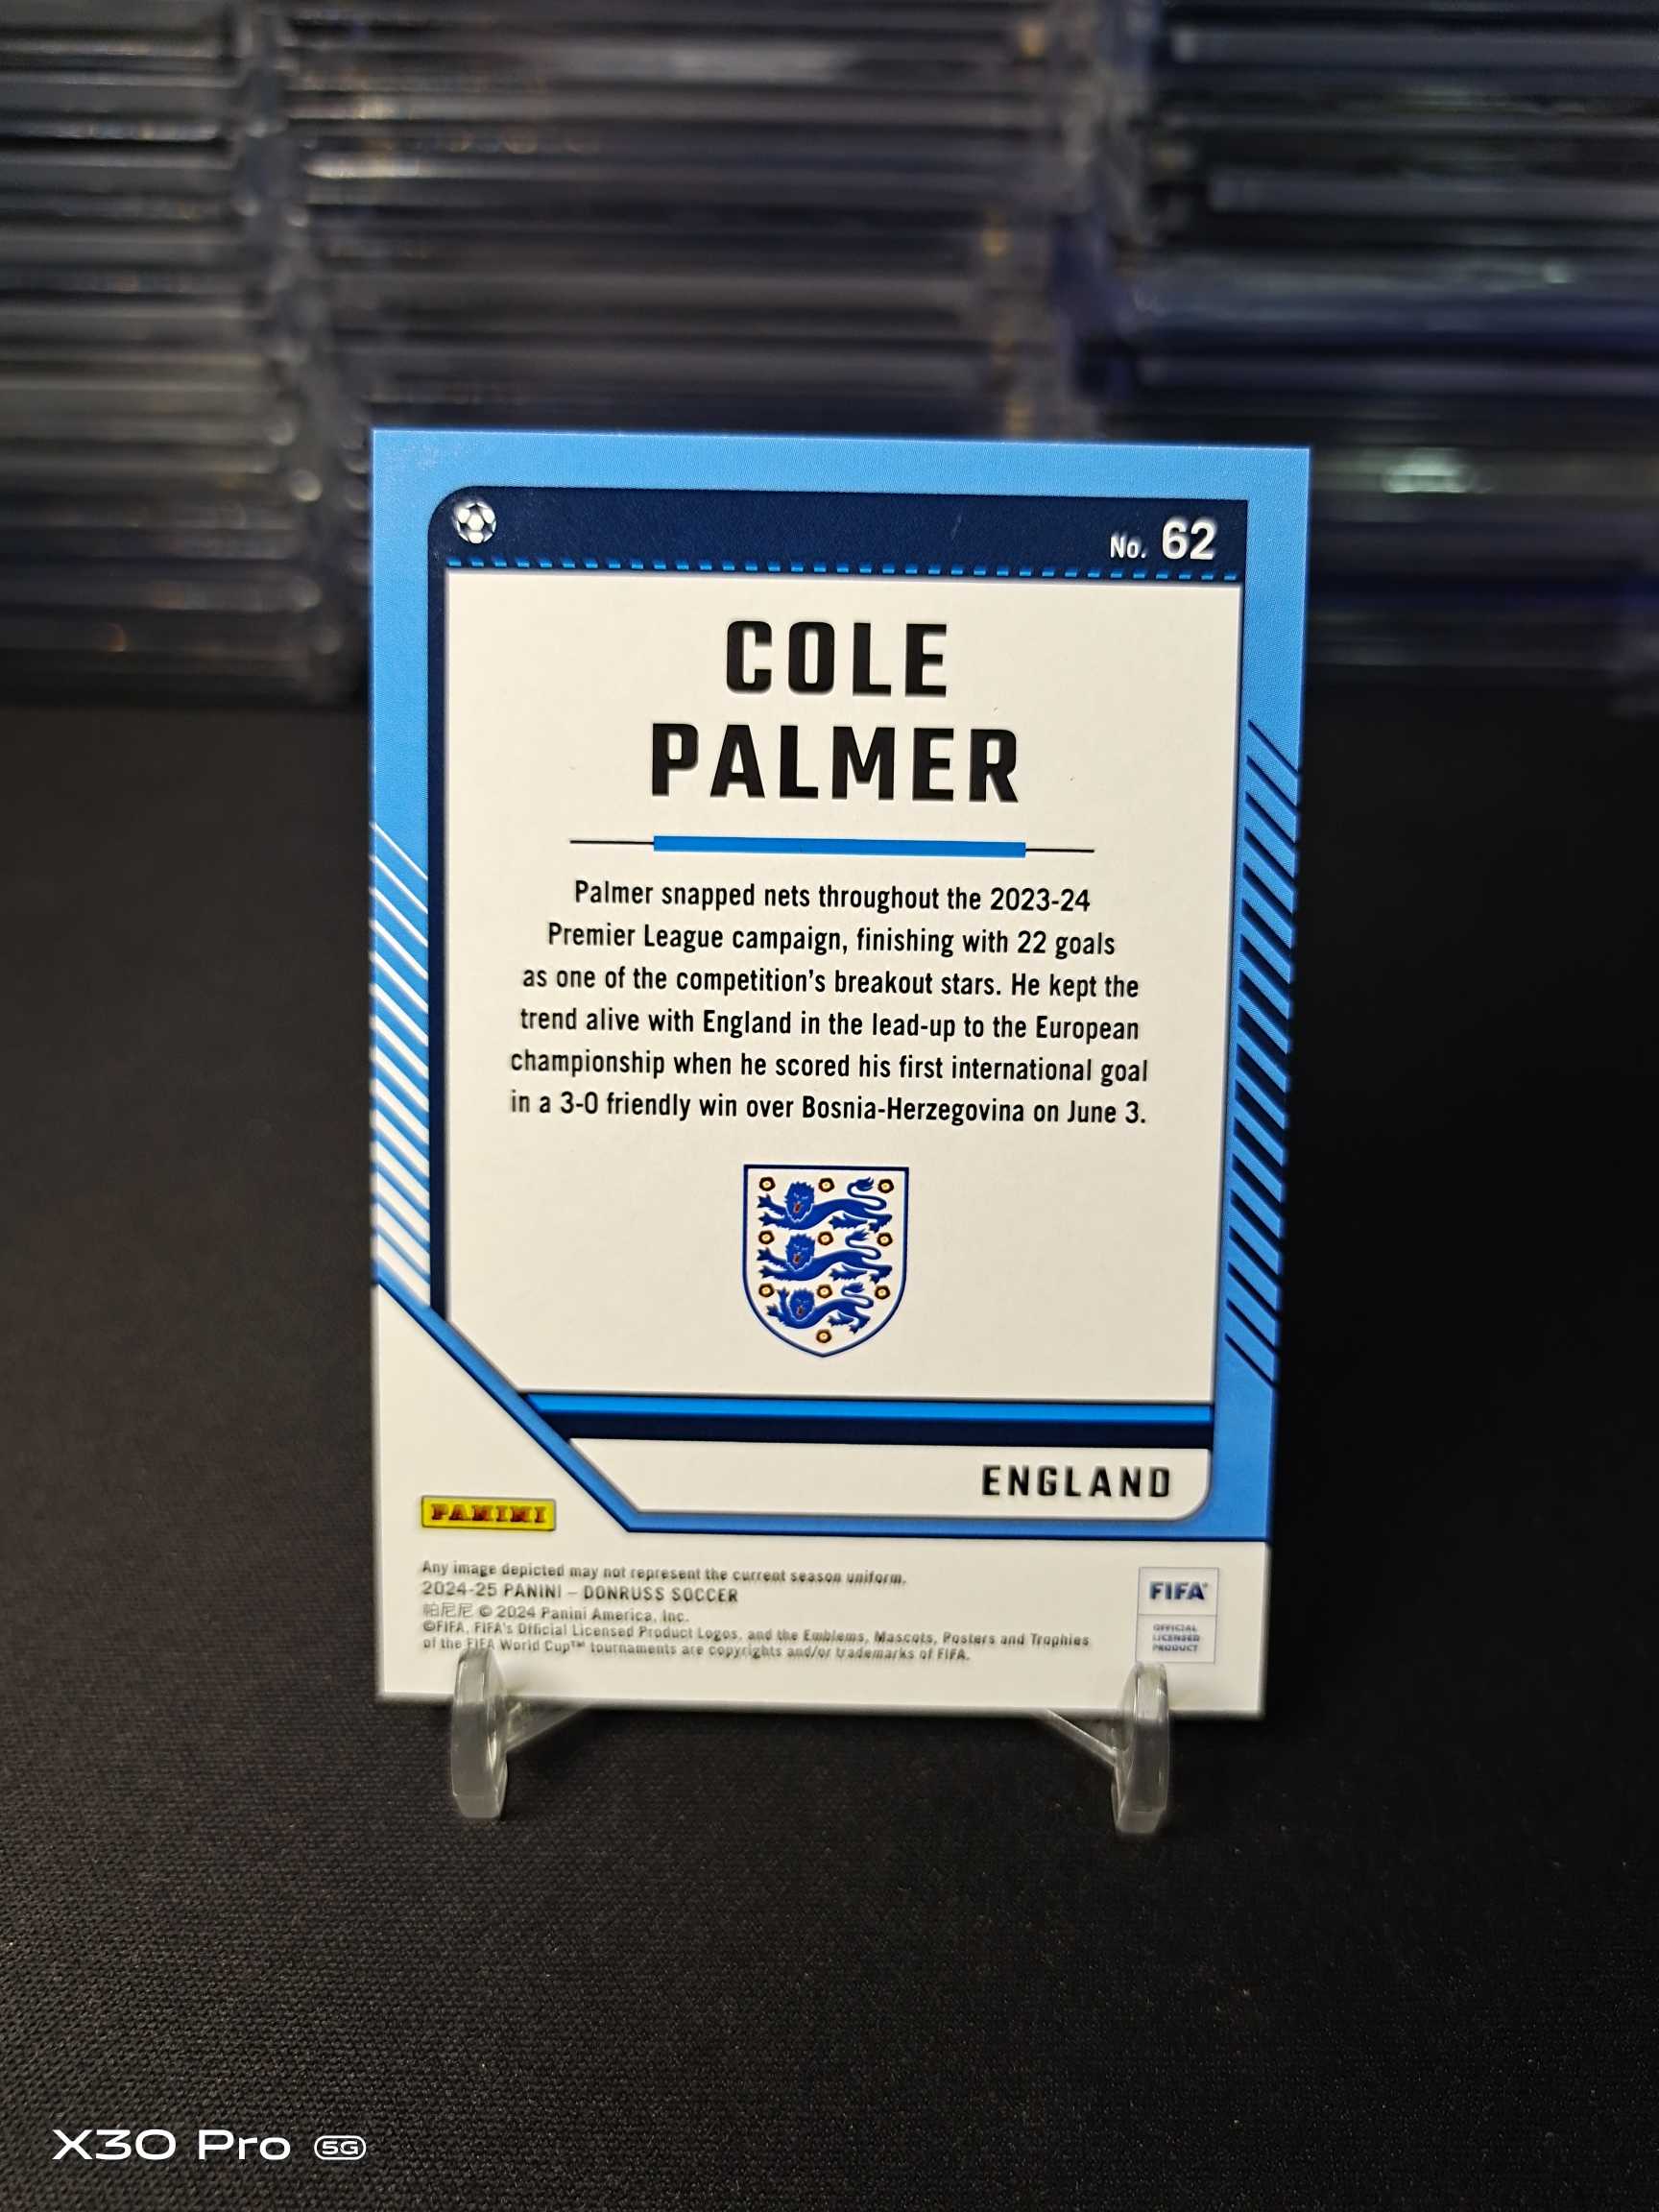 No. 62
COLE
PALMER
Palmer snapped nets throughout the 2023-24
Premier League campaign, finishing with 22 goals
as one of the competition's breakout stars. He kept the
trend alive with England in the lead-up to the European
championship when he scored his first international goal
in a 3-0 friendly win over Bosnia-Herzegovina on June 3.
ENGLAND
PANINI
Any image depicted may not represent the current season uniform.
2024-25 PANINI – DONRUSS SOCCER
帕尼尼 © 2024 Panini America, Inc.
©FIFA, FIFA's Official Licensed Product Logos, and the Emblems, Mascots, Posters and Trophies
of the FIFA World Cup™ tournaments are copyrights and/or trademarks of FIFA.
FIFA®
OFFICIAL
LICENSED
PRODUCT
X30 Pro 5G